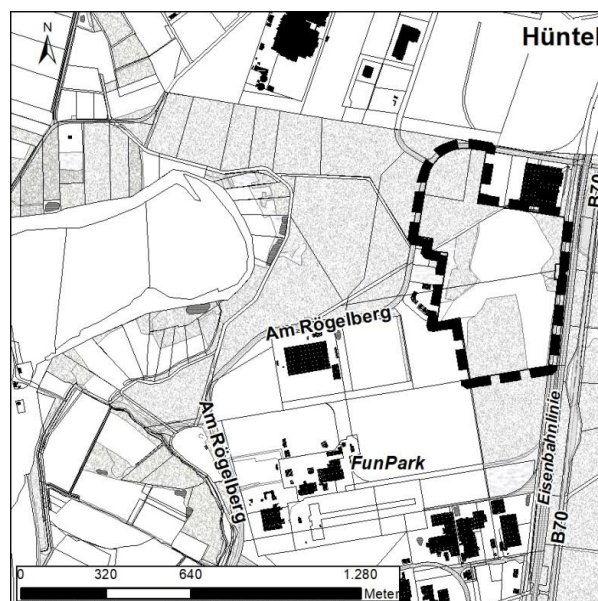 N
Hüntel
B70
Am Rögelberg
Am Rögelberg
FunPark
Eisenbahnlinie
B70
0 320 640 1.280
Meter